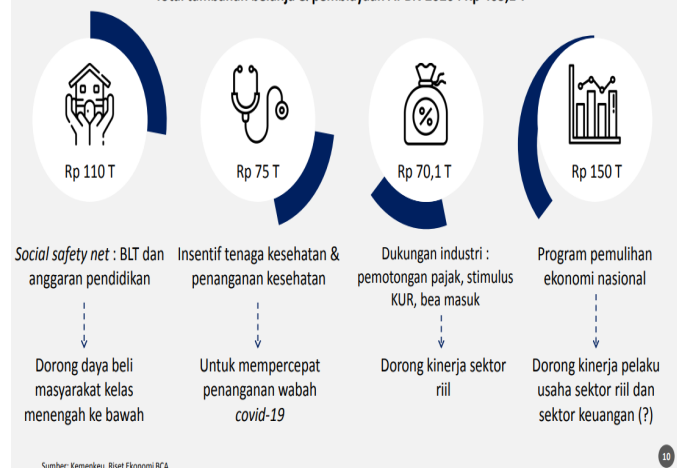 Rp 110 T
Rp 75 T
%
Rp 70,1 T
Rp 150 T
Social safety net : BLT dan
anggaran pendidikan
Insentif tenaga kesehatan &
penanganan kesehatan
Dukungan industri :
pemotongan pajak, stimulus
KUR, bea masuk
Program pemulihan
ekonomi nasional
Dorong daya beli
masyarakat kelas
menengah ke bawah
Untuk mempercepat
penanganan wabah
covid-19
Dorong kinerja sektor
riil
Dorong kinerja pelaku
usaha sektor riil dan
sektor keuangan (?)
Sumber: Kemenkeu, Riset Ekonomi BCA
10